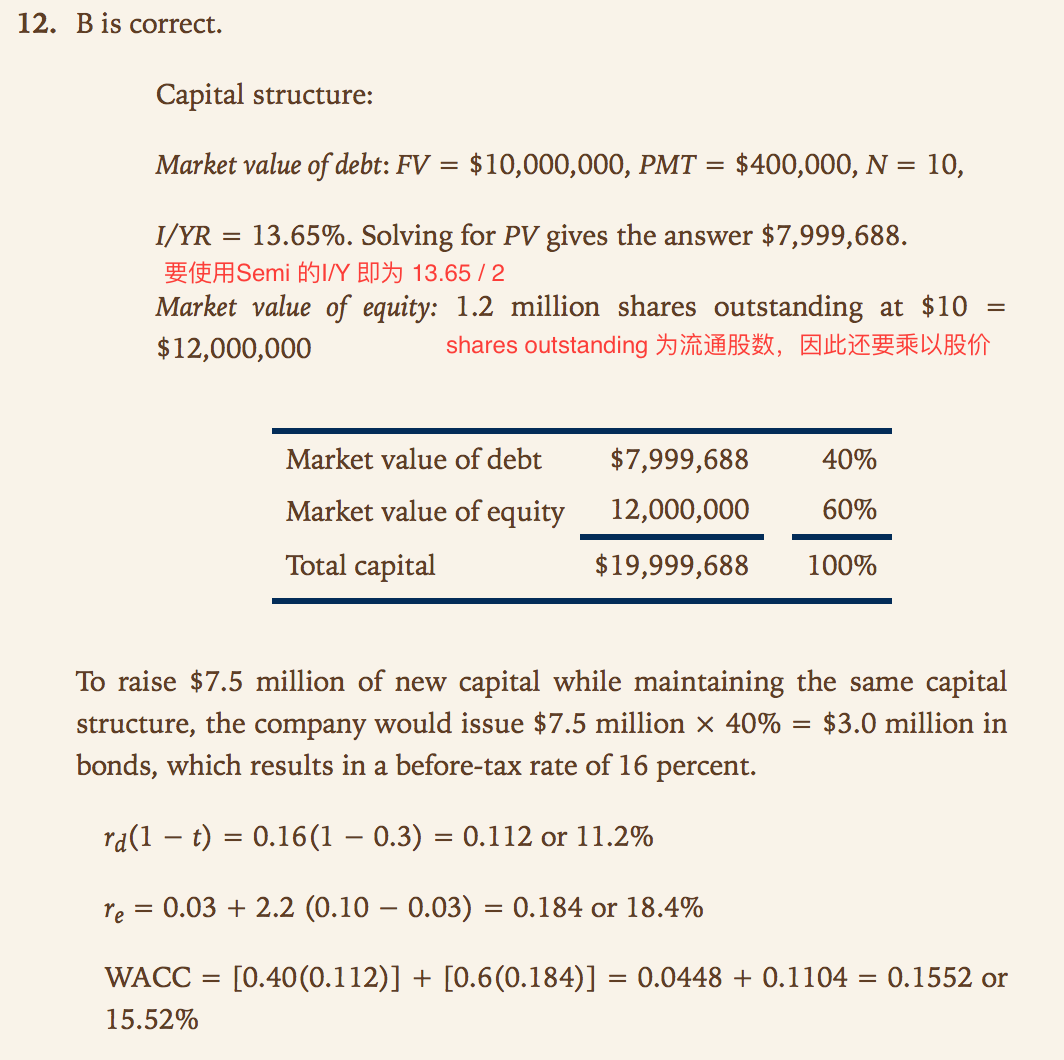 12. B is correct.
Capital structure:
Market value of debt: FV = $10,000,000, PMT = $400,000, N = 10,
I/YR = 13.65%. Solving for PV gives the answer $7,999,688.
要使用Semi 的I/Y 即为 13.65 / 2
Market value of equity: 1.2 million shares outstanding at $10 =
$12,000,000
shares outstanding 为流通股数，因此还要乘以股价
Market value of debt $7,999,688 40%
Market value of equity 12,000,000 60%
Total capital $19,999,688 100%
To raise $7.5 million of new capital while maintaining the same capital
structure, the company would issue $7.5 million × 40% = $3.0 million in
bonds, which results in a before-tax rate of 16 percent.
rd(1 − t) = 0.16(1 − 0.3) = 0.112 or 11.2%
re = 0.03 + 2.2 (0.10 − 0.03) = 0.184 or 18.4%
WACC = [0.40(0.112)] + [0.6(0.184)] = 0.0448 + 0.1104 = 0.1552 or
15.52%